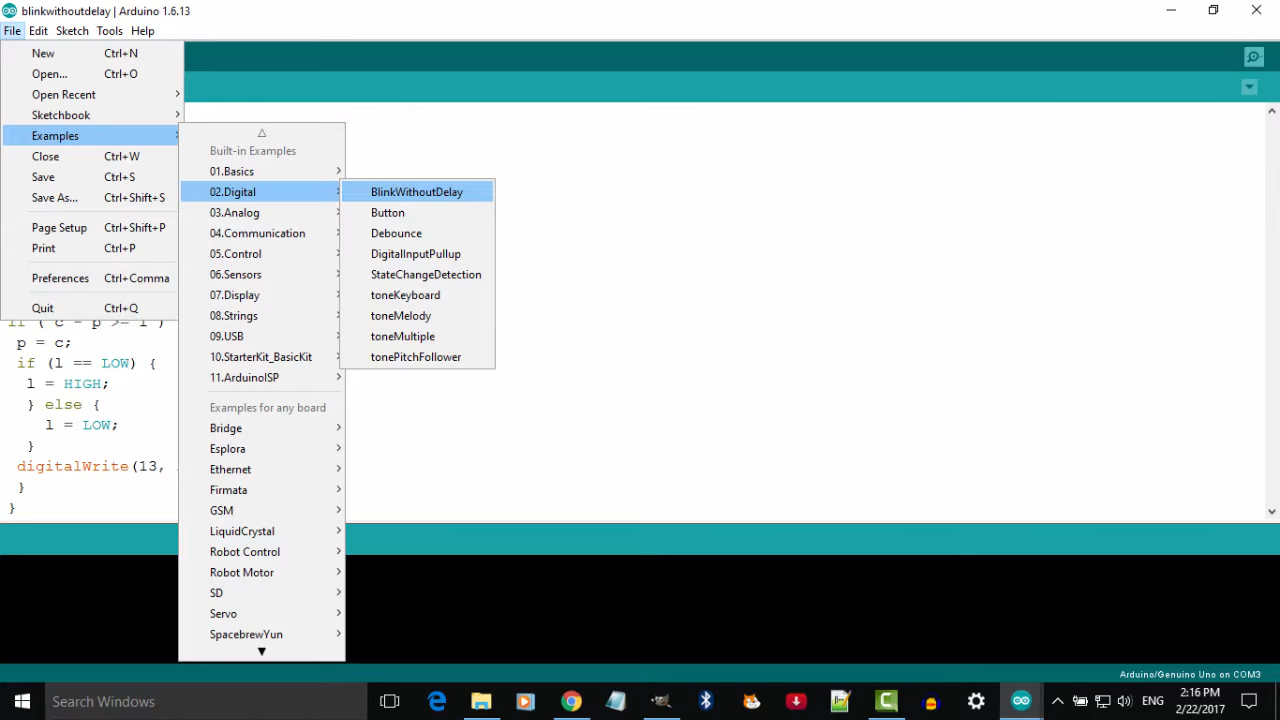 blinkwithoutdelay | Arduino 1.6.13
File Edit Sketch Tools Help
New Ctrl+N
Open... Ctrl+O
Open Recent
Sketchbook
Examples
Close Ctrl+W
Save Ctrl+S
Save As... Ctrl+Shift+S
Page Setup Ctrl+Shift+P
Print Ctrl+P
Preferences Ctrl+Comma
Quit Ctrl+Q
Built-in Examples
01.Basics
02.Digital
03.Analog
04.Communication
05.Control
06.Sensors
07.Display
08.Strings
09.USB
10.StarterKit_BasicKit
11.ArduinoISP
Examples for any board
Bridge
Esplora
Ethernet
Firmata
GSM
LiquidCrystal
Robot Control
Robot Motor
SD
Servo
SpacebrewYun
BlinkWithoutDelay
Button
Debounce
DigitalInputPullup
StateChangeDetection
toneKeyboard
toneMelody
toneMultiple
tonePitchFollower
p = c;
if (l == LOW) {
l = HIGH;
} else {
l = LOW;
}
digitalWrite(13,
}
}
Arduino/Genuino Uno on COM3
Search Windows
ENG
2:16 PM
2/22/2017